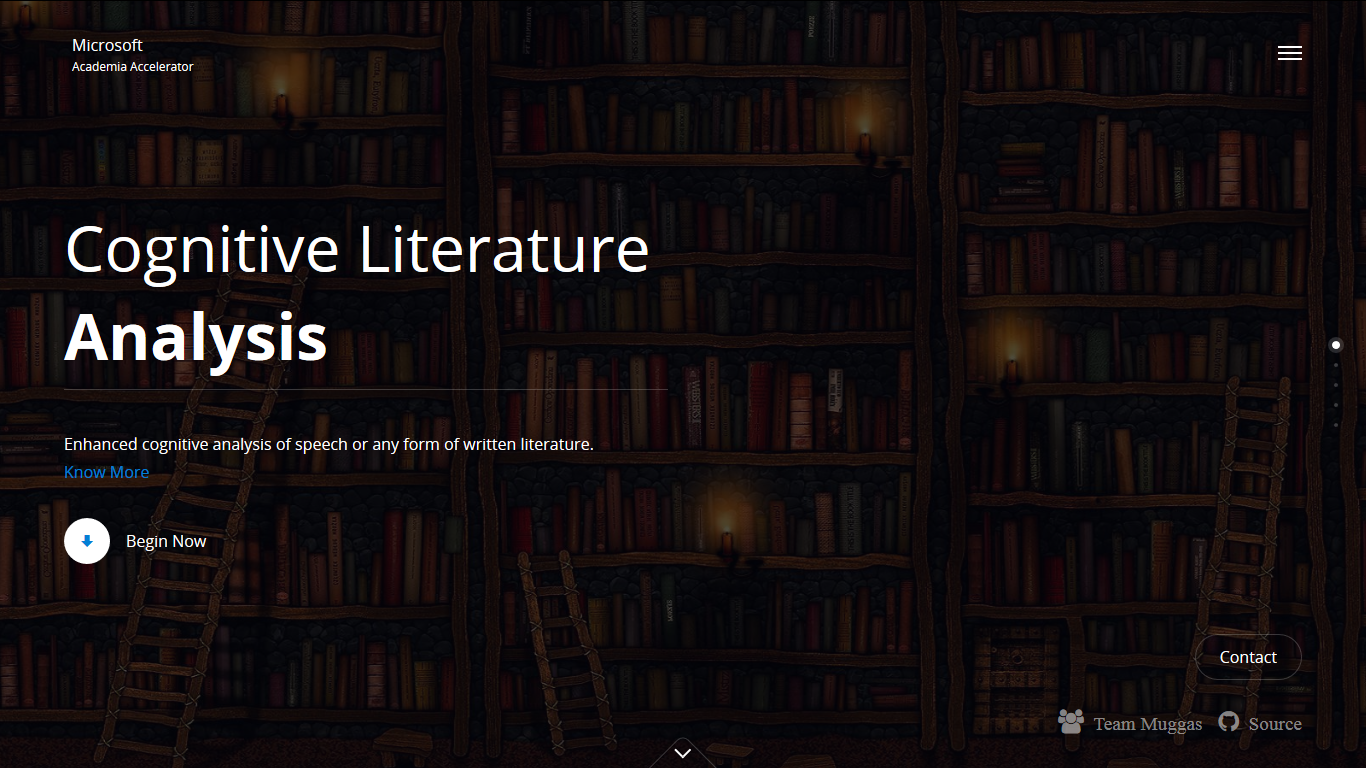 Microsoft
Academia Accelerator
Cognitive Literature
Analysis
Enhanced cognitive analysis of speech or any form of written literature.
Know More
Begin Now
Contact
Team Muggas Source